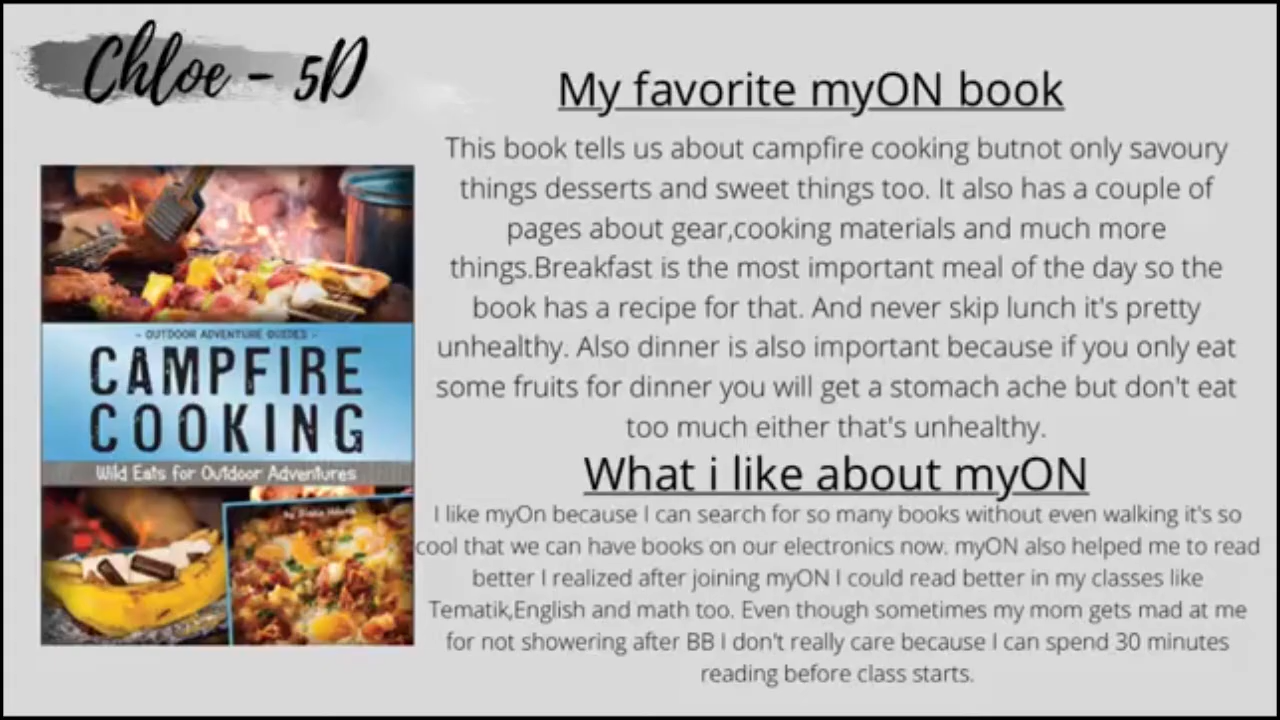 Chloe - 5D
My favorite myON book
This book tells us about campfire cooking butnot only savoury
things desserts and sweet things too. It also has a couple of
pages about gear,cooking materials and much more
things.Breakfast is the most important meal of the day so the
book has a recipe for that. And never skip lunch it's pretty
unhealthy. Also dinner is also important because if you only eat
some fruits for dinner you will get a stomach ache but don't eat
too much either that's unhealthy.
- OUTDOOR ADVENTURE GUIDES -
CAMPFIRE
COOKING
Wild Eats for Outdoor Adventures
by
What i like about myON
I like myOn because I can search for so many books without even walking it's so
cool that we can have books on our electronics now. myON also helped me to read
better I realized after joining myON I could read better in my classes like
Tematik,English and math too. Even though sometimes my mom gets mad at me
for not showering after BB I don't really care because I can spend 30 minutes
reading before class starts.